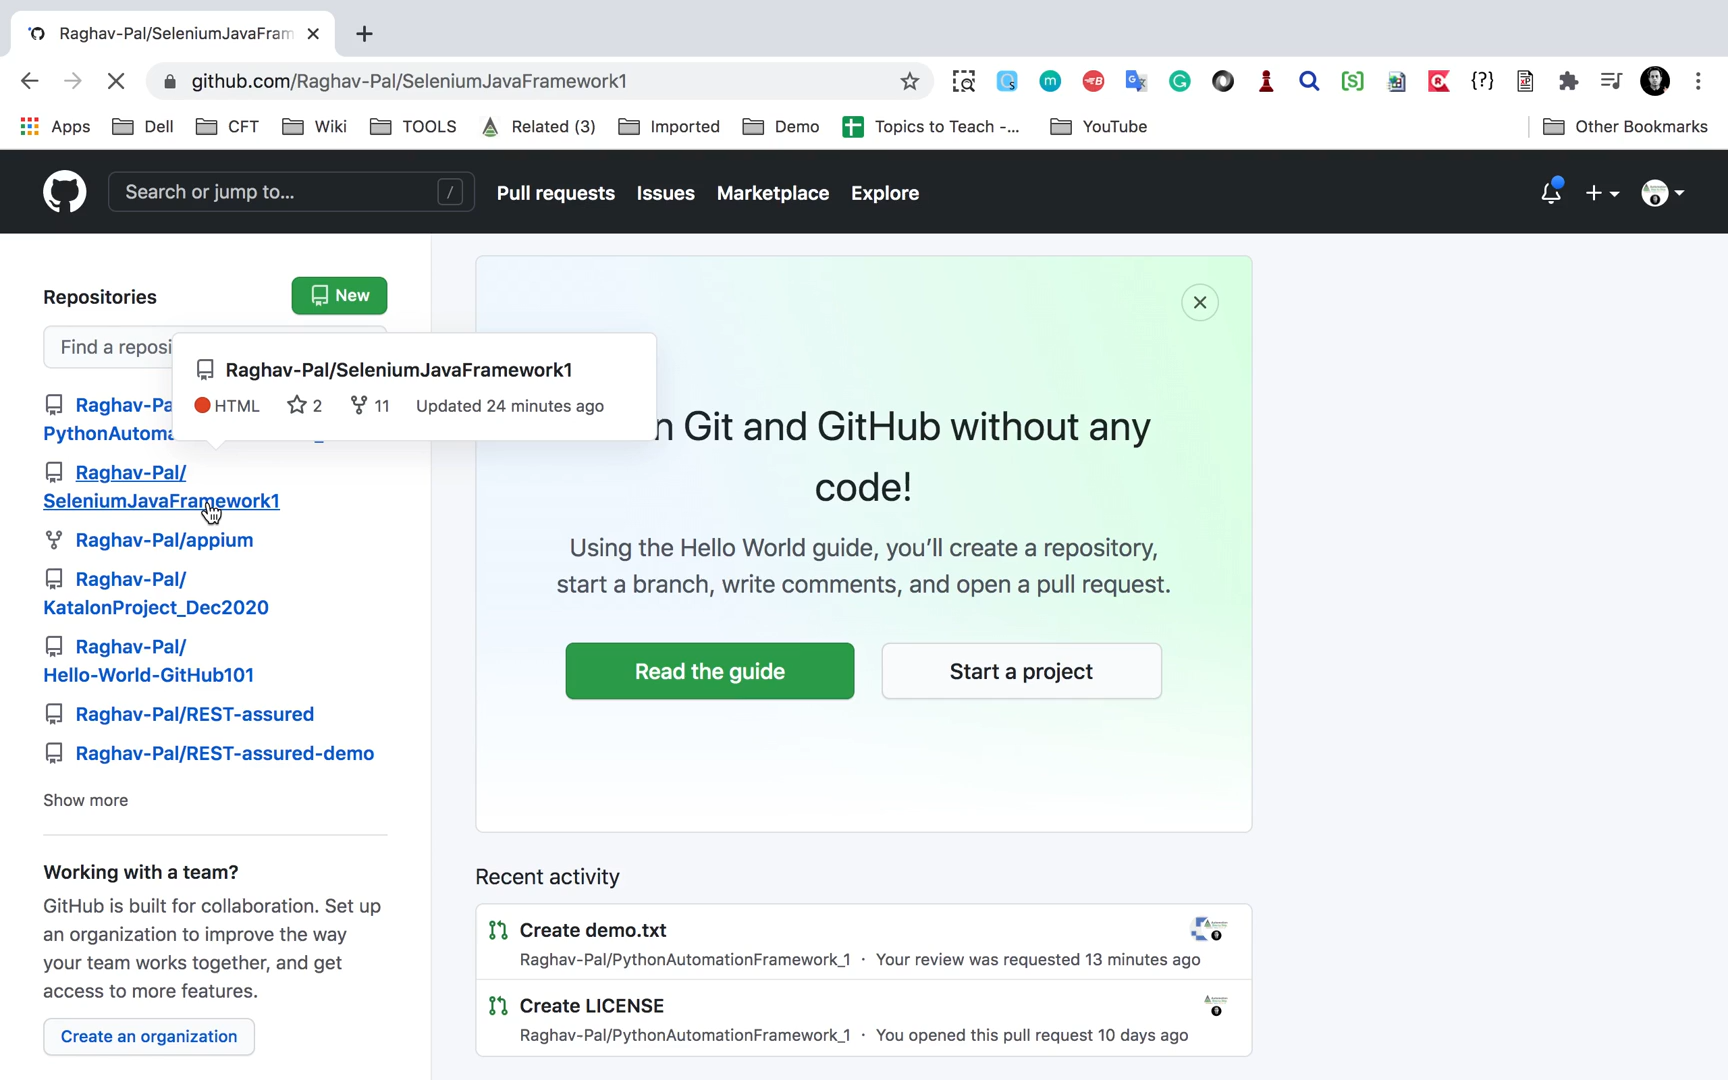 Raghav-Pal/SeleniumJavaFram
github.com/Raghav-Pal/SeleniumJavaFramework1
Apps Dell CFT Wiki TOOLS Related (3) Imported Demo Topics to Teach -... YouTube Other Bookmarks
Search or jump to... / Pull requests Issues Marketplace Explore
Repositories New
Find a reposi
Raghav-Pal/SeleniumJavaFramework1
HTML 2 11 Updated 24 minutes ago
Raghav-Pa
PythonAutoma
Raghav-Pal/
SeleniumJavaFramework1
Raghav-Pal/appium
Raghav-Pal/
KatalonProject_Dec2020
Raghav-Pal/
Hello-World-GitHub101
Raghav-Pal/REST-assured
Raghav-Pal/REST-assured-demo
Show more
Working with a team?
GitHub is built for collaboration. Set up
an organization to improve the way
your team works together, and get
access to more features.
Create an organization
n Git and GitHub without any
code!
Using the Hello World guide, you’ll create a repository,
start a branch, write comments, and open a pull request.
Read the guide Start a project
Recent activity
Create demo.txt
Raghav-Pal/PythonAutomationFramework_1 · Your review was requested 13 minutes ago
Create LICENSE
Raghav-Pal/PythonAutomationFramework_1 · You opened this pull request 10 days ago